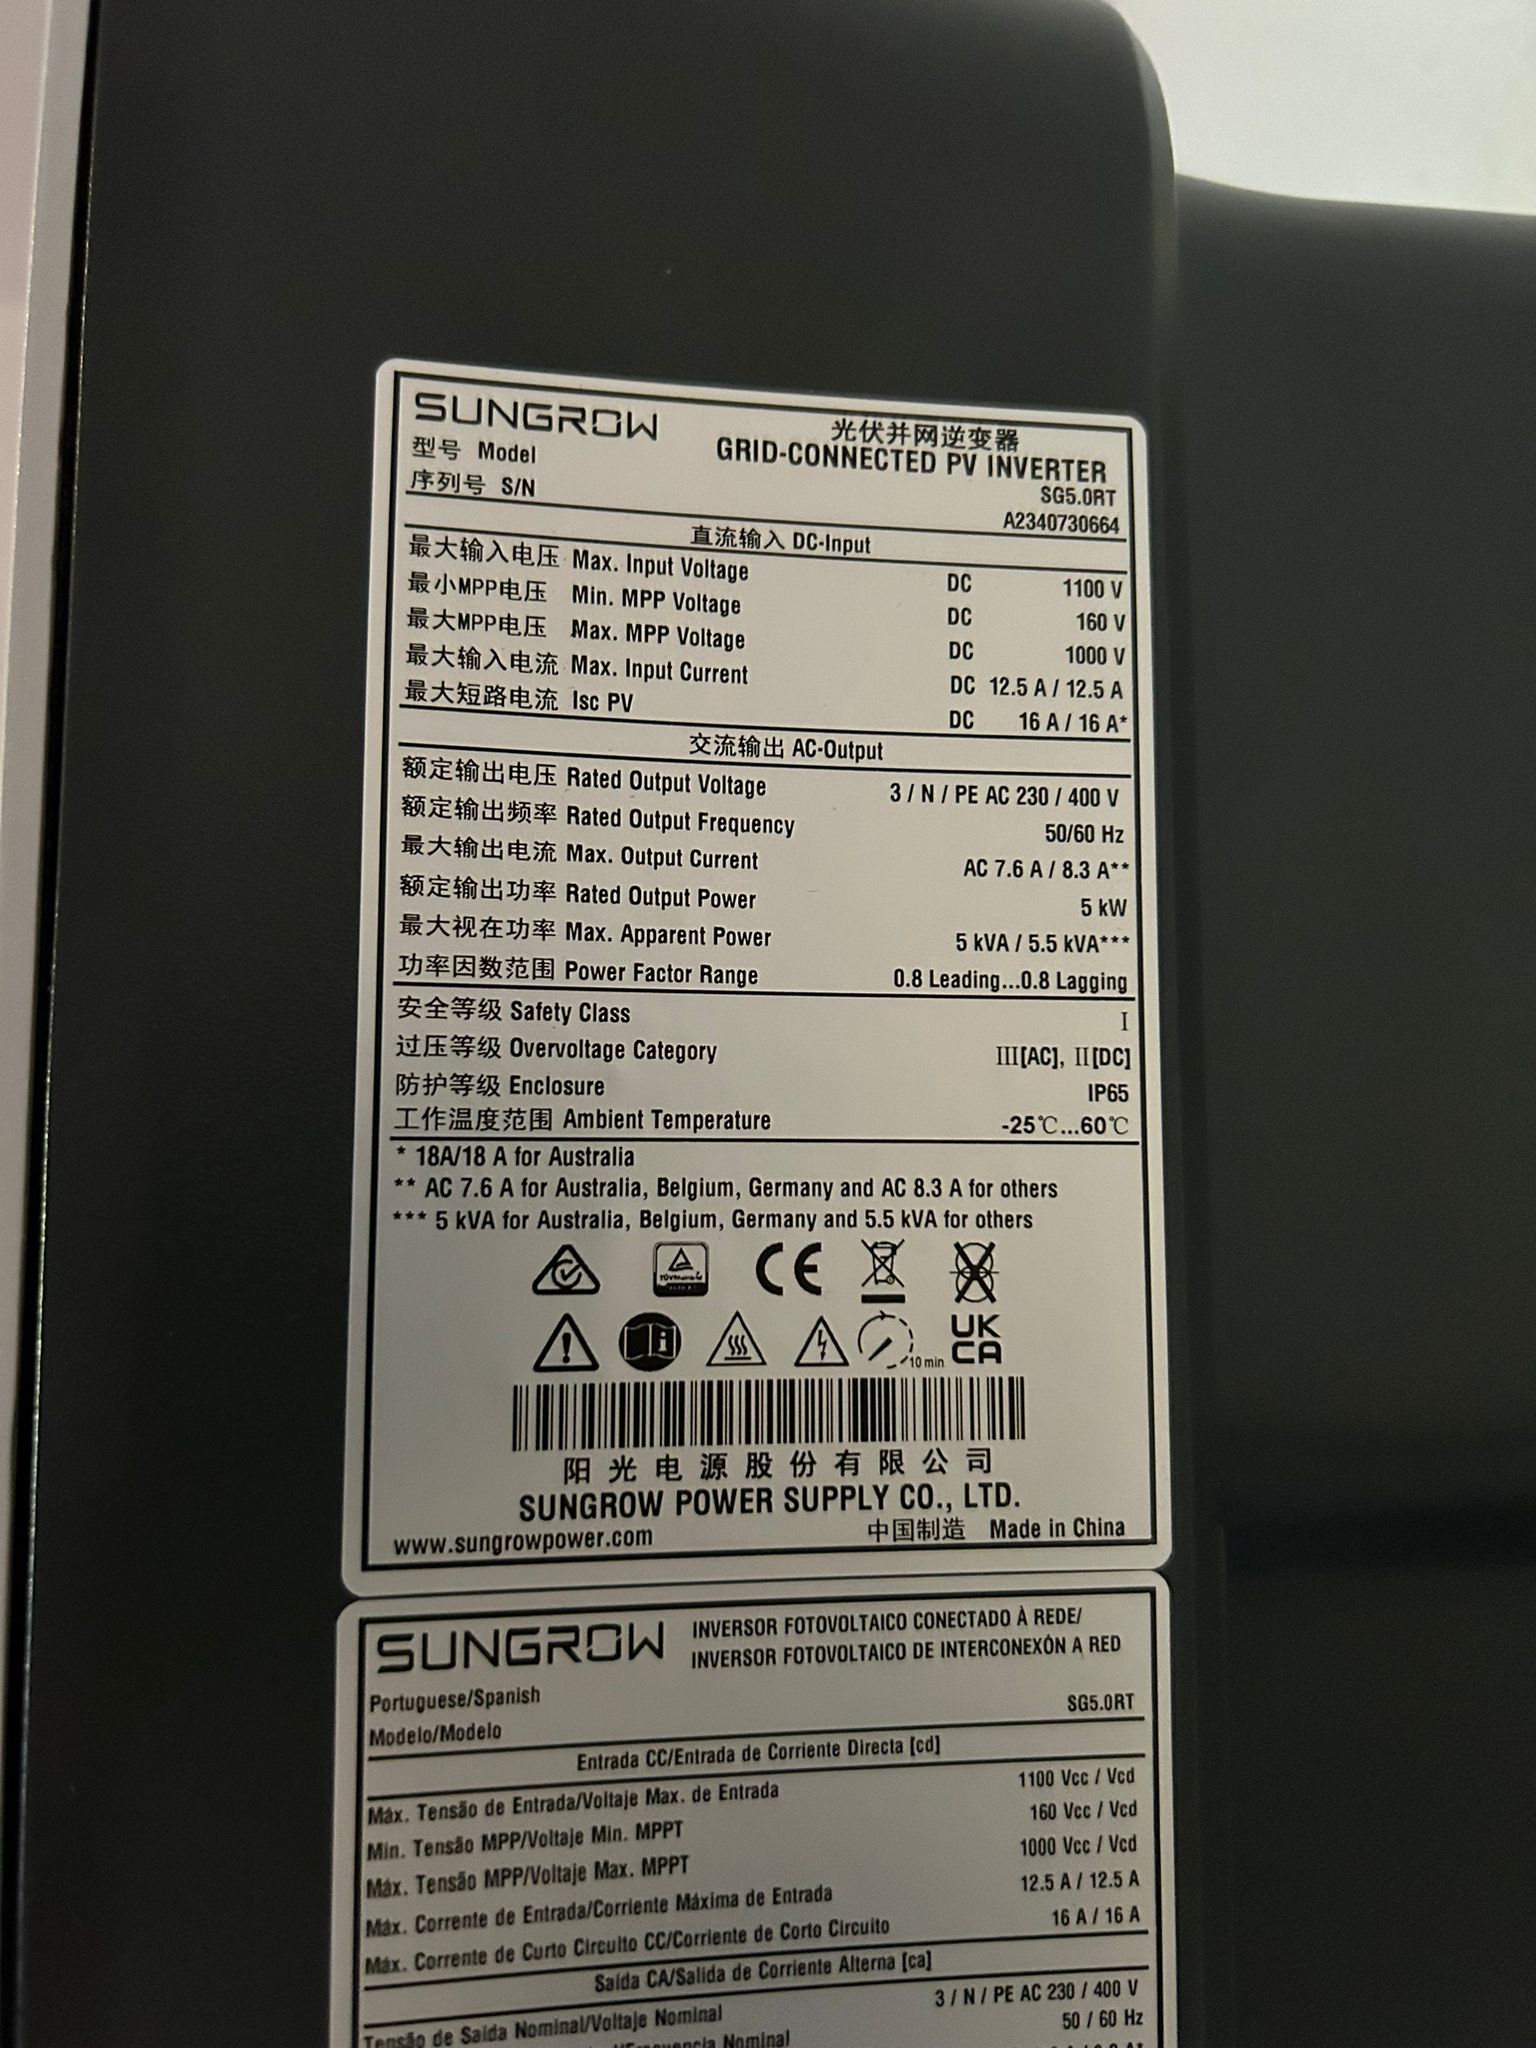 SUNGROW 光伏并网逆变器
GRID-CONNECTED PV INVERTER
型号 Model SG5.0RT
序列号 S/N A2340730664
直流输入 DC-Input
最大输入电压 Max. Input Voltage DC 1100 V
最小MPP电压 Min. MPP Voltage DC 160 V
最大MPP电压 Max. MPP Voltage DC 1000 V
最大输入电流 Max. Input Current DC 12.5 A / 12.5 A
最大短路电流 Isc PV DC 16 A / 16 A*
交流输出 AC-Output
额定输出电压 Rated Output Voltage 3 / N / PE AC 230 / 400 V
额定输出频率 Rated Output Frequency 50/60 Hz
最大输出电流 Max. Output Current AC 7.6 A / 8.3 A**
额定输出功率 Rated Output Power 5 kW
最大视在功率 Max. Apparent Power 5 kVA / 5.5 kVA***
功率因数范围 Power Factor Range 0.8 Leading...0.8 Lagging
安全等级 Safety Class I
过压等级 Overvoltage Category III[AC], II[DC]
防护等级 Enclosure IP65
工作温度范围 Ambient Temperature -25℃...60℃
* 18A/18 A for Australia
** AC 7.6 A for Australia, Belgium, Germany and AC 8.3 A for others
*** 5 kVA for Australia, Belgium, Germany and 5.5 kVA for others
CE
10 min
UK
CA
阳光电源股份有限公司
SUNGROW POWER SUPPLY CO., LTD.
www.sungrowpower.com 中国制造 Made in China
SUNGROW INVERSOR FOTOVOLTAICO CONECTADO À REDE/
INVERSOR FOTOVOLTAICO DE INTERCONEXÓN A RED
Portuguese/Spanish
Modelo/Modelo SG5.0RT
Entrada CC/Entrada de Corriente Directa [cd]
Máx. Tensão de Entrada/Voltaje Max. de Entrada 1100 Vcc / Vcd
Min. Tensão MPP/Voltaje Min. MPPT 160 Vcc / Vcd
Máx. Tensão MPP/Voltaje Max. MPPT 1000 Vcc / Vcd
Máx. Corrente de Entrada/Corriente Máxima de Entrada 12.5 A / 12.5 A
Máx. Corrente de Curto Circuito CC/Corriente de Corto Circuito 16 A / 16 A
Saída CA/Salida de Corriente Alterna [ca]
Tensão de Saída Nominal/Voltaje Nominal 3 / N / PE AC 230 / 400 V
Nominal 50 / 60 Hz